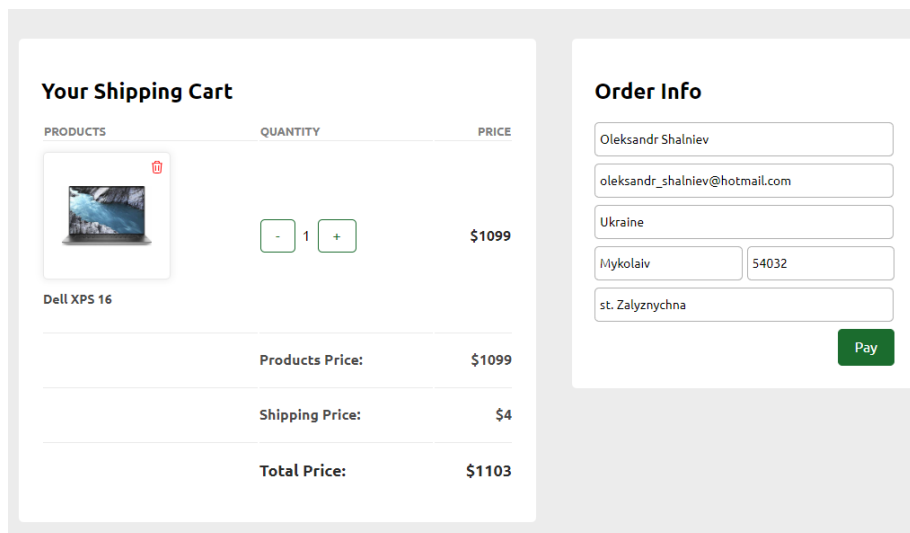 Your Shipping Cart
PRODUCTS QUANTITY PRICE
- 1 + $1099
Dell XPS 16
Products Price: $1099
Shipping Price: $4
Total Price: $1103
Order Info
Oleksandr Shalniev
oleksandr_shalniev@hotmail.com
Ukraine
Mykolaiv 54032
st. Zalyznychna
Pay